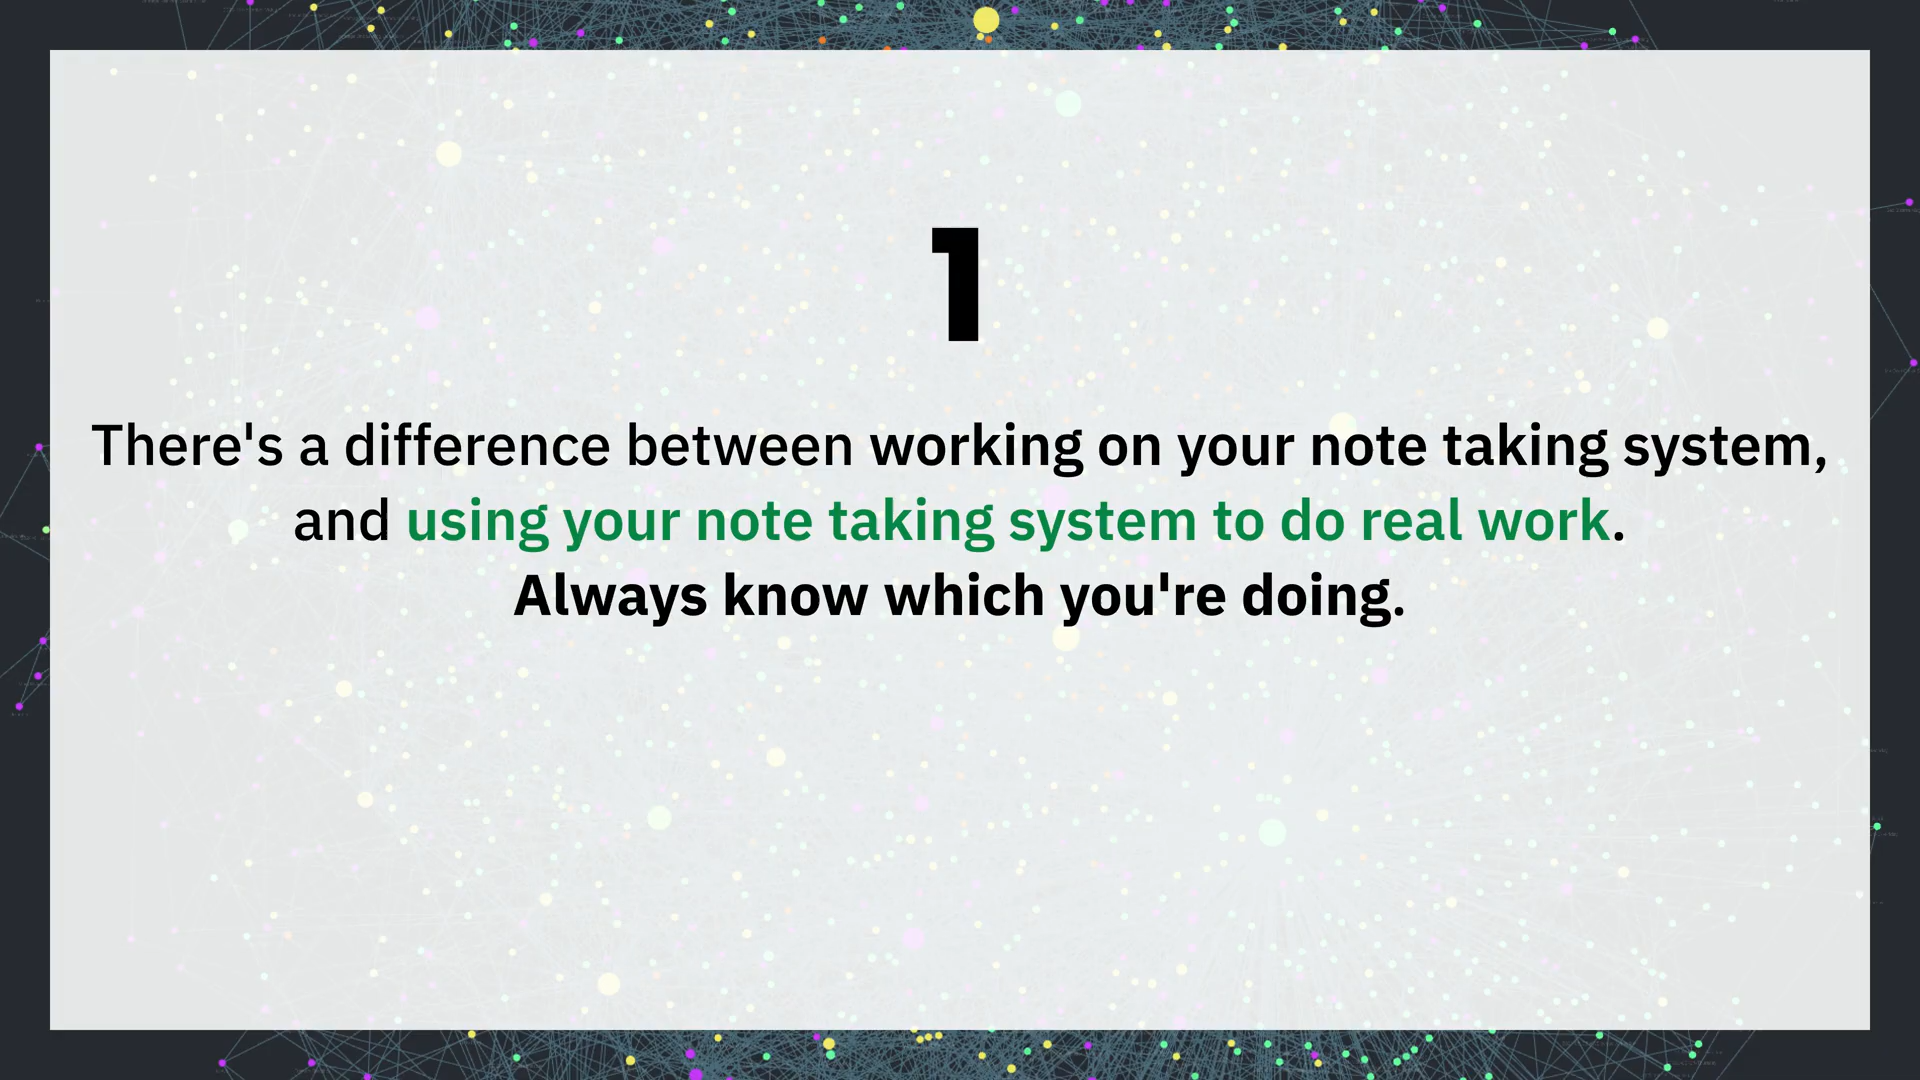 1
There's a difference between working on your note taking system,
and using your note taking system to do real work.
Always know which you're doing.